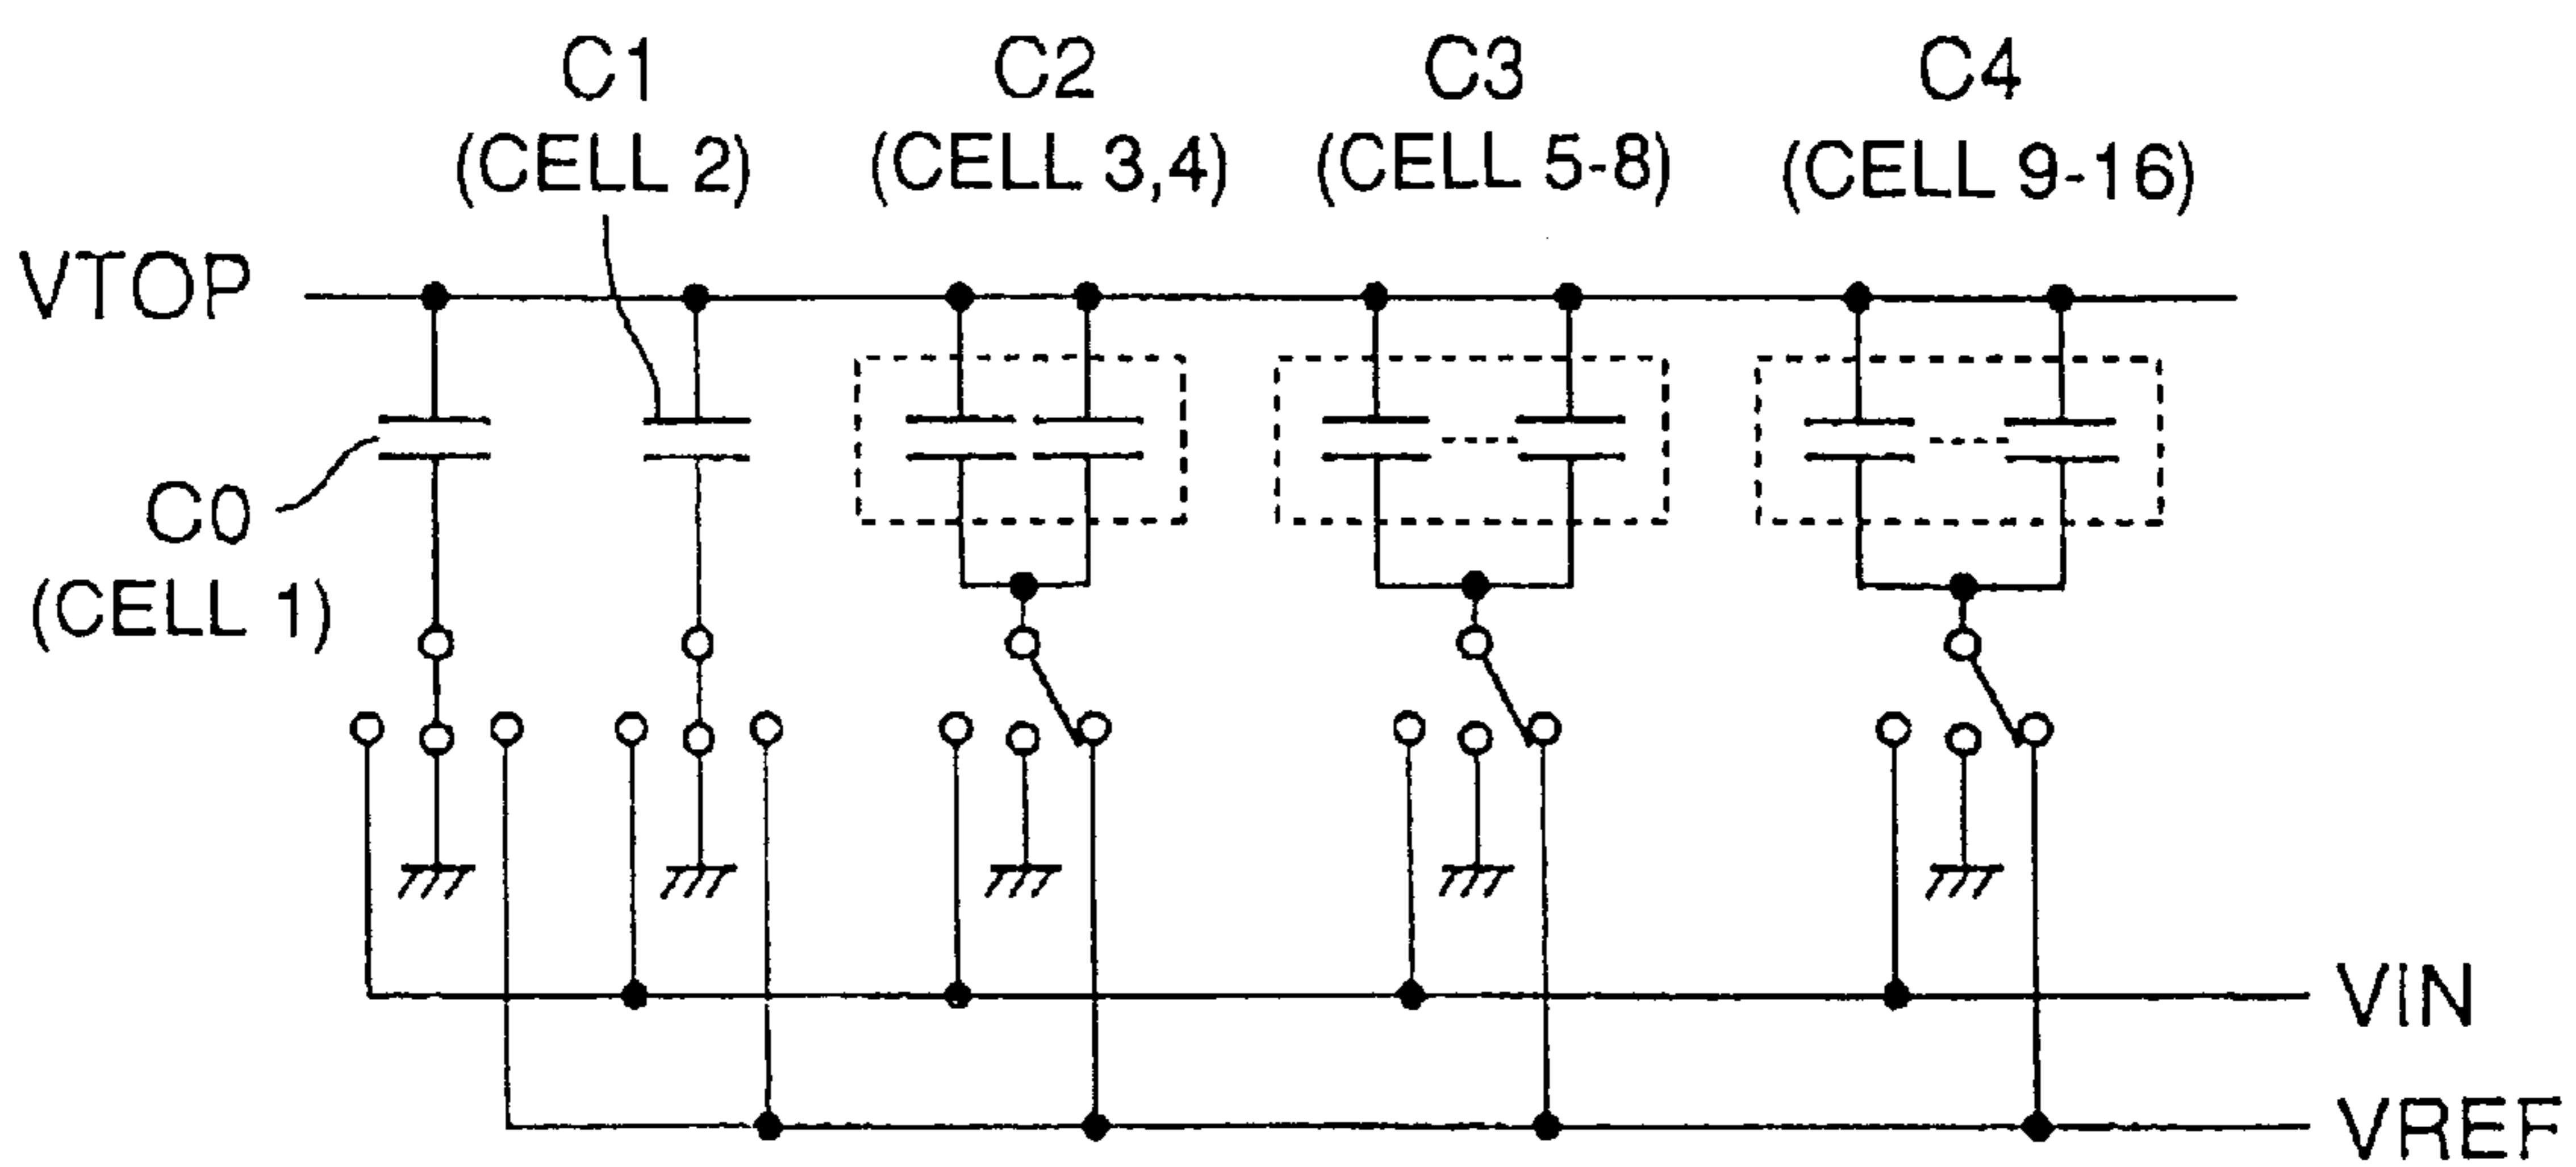 C1
(CELL 2)
C2
(CELL 3,4)
C3
(CELL 5-8)
C4
(CELL 9-16)
VTOP
C0
(CELL 1)
VIN
VREF